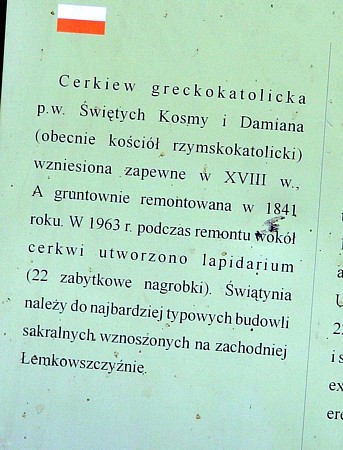 Cerkiew greckokatolicka
p.w. Świętych Kosmy i Damiana
(obecnie kościół rzymskokatolicki)
wzniesiona zapewne w XVIII w.,
A gruntownie remontowana w 1841
roku. W 1963 r. podczas remontu wokół
cerkwi utworzono lapidarium
(22 zabytkowe nagrobki). Świątynia
należy do najbardziej typowych budowli
sakralnych wznoszonych na zachodniej
Łemkowszczyźnie.